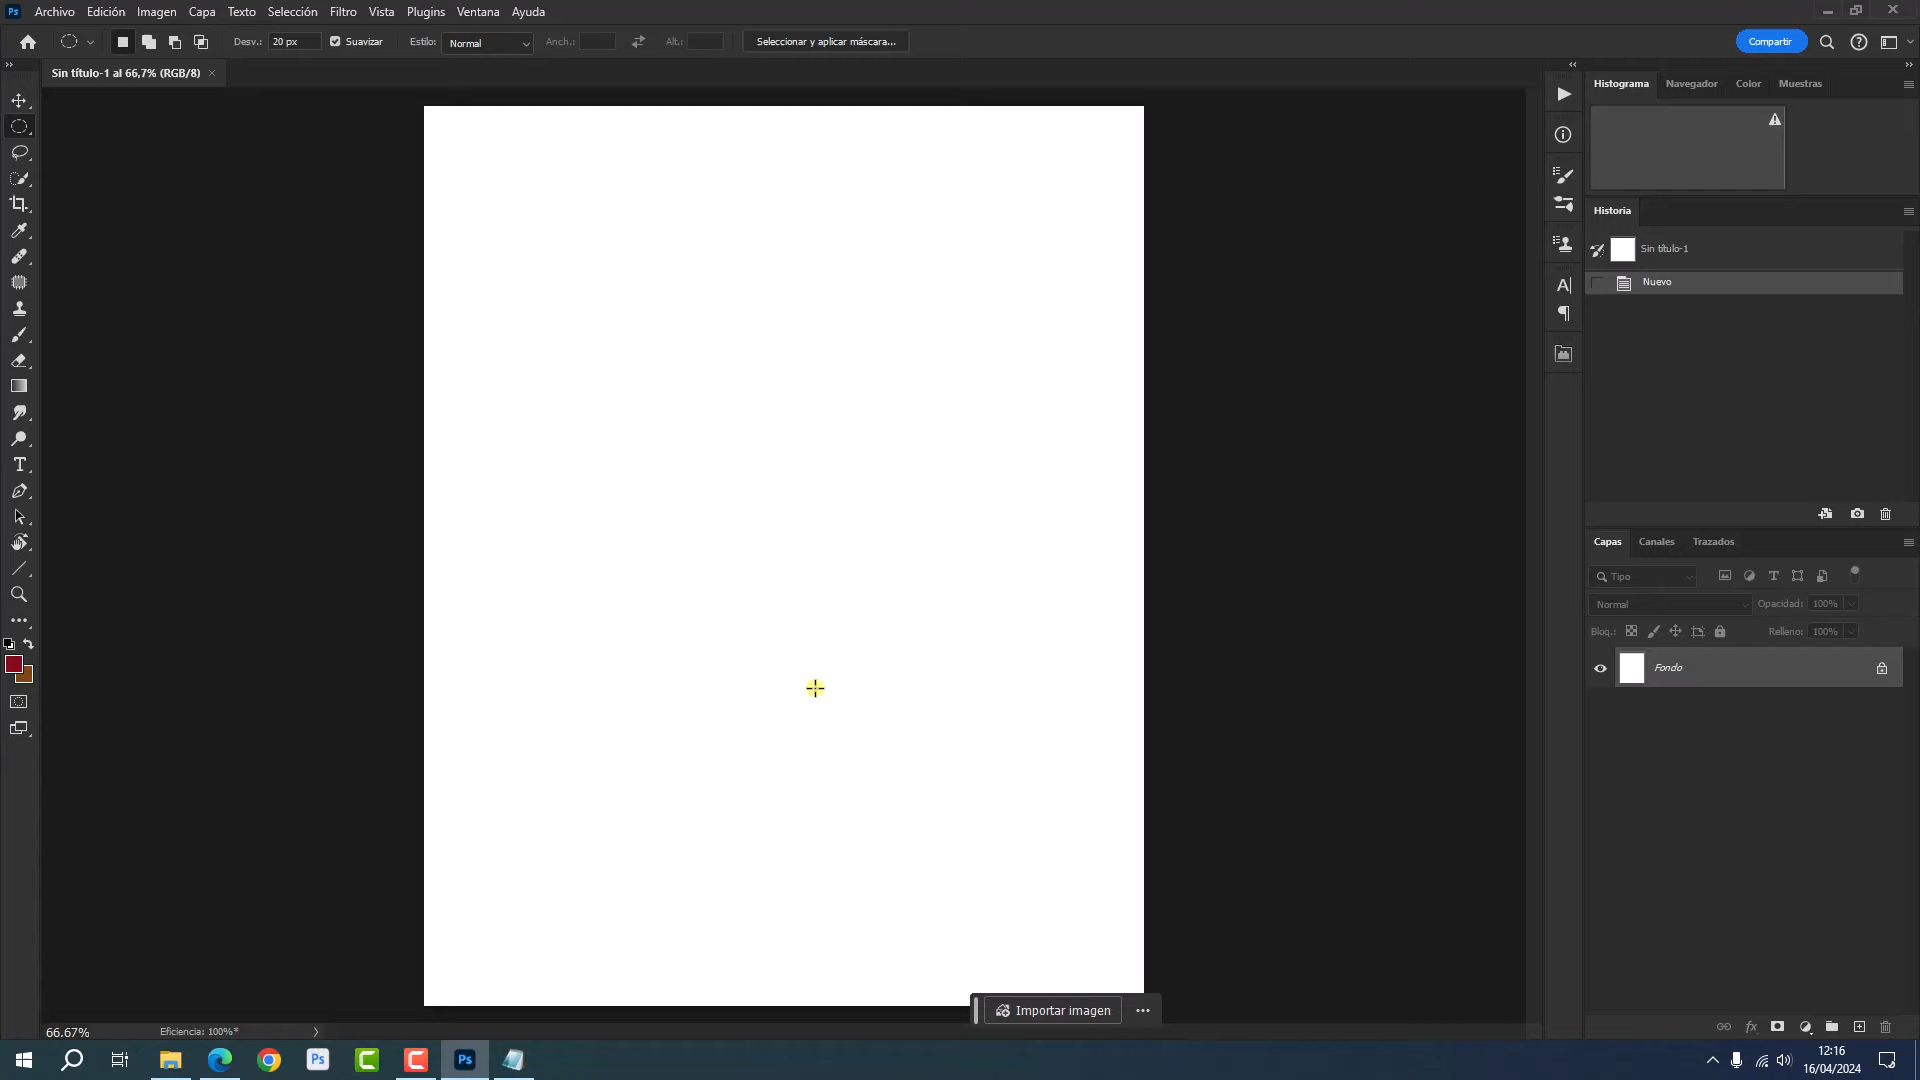 Ps Archivo Edición Imagen Capa Texto Selección Filtro Vista Plugins Ventana Ayuda
Desv.: 20 px Suavizar Estilo: Normal Anch.: Alt.: Seleccionar y aplicar máscara... Compartir
Sin título-1 al 66,7% (RGB/8)
Histograma Navegador Color Muestras
Historia
Sin título-1
Nuevo
Capas Canales Trazados
Tipo
Normal Opacidad: 100%
Bloq.: Relleno: 100%
Fondo
Importar imagen
66.67% Eficiencia: 100%*
Ps Ps
12:16
16/04/2024